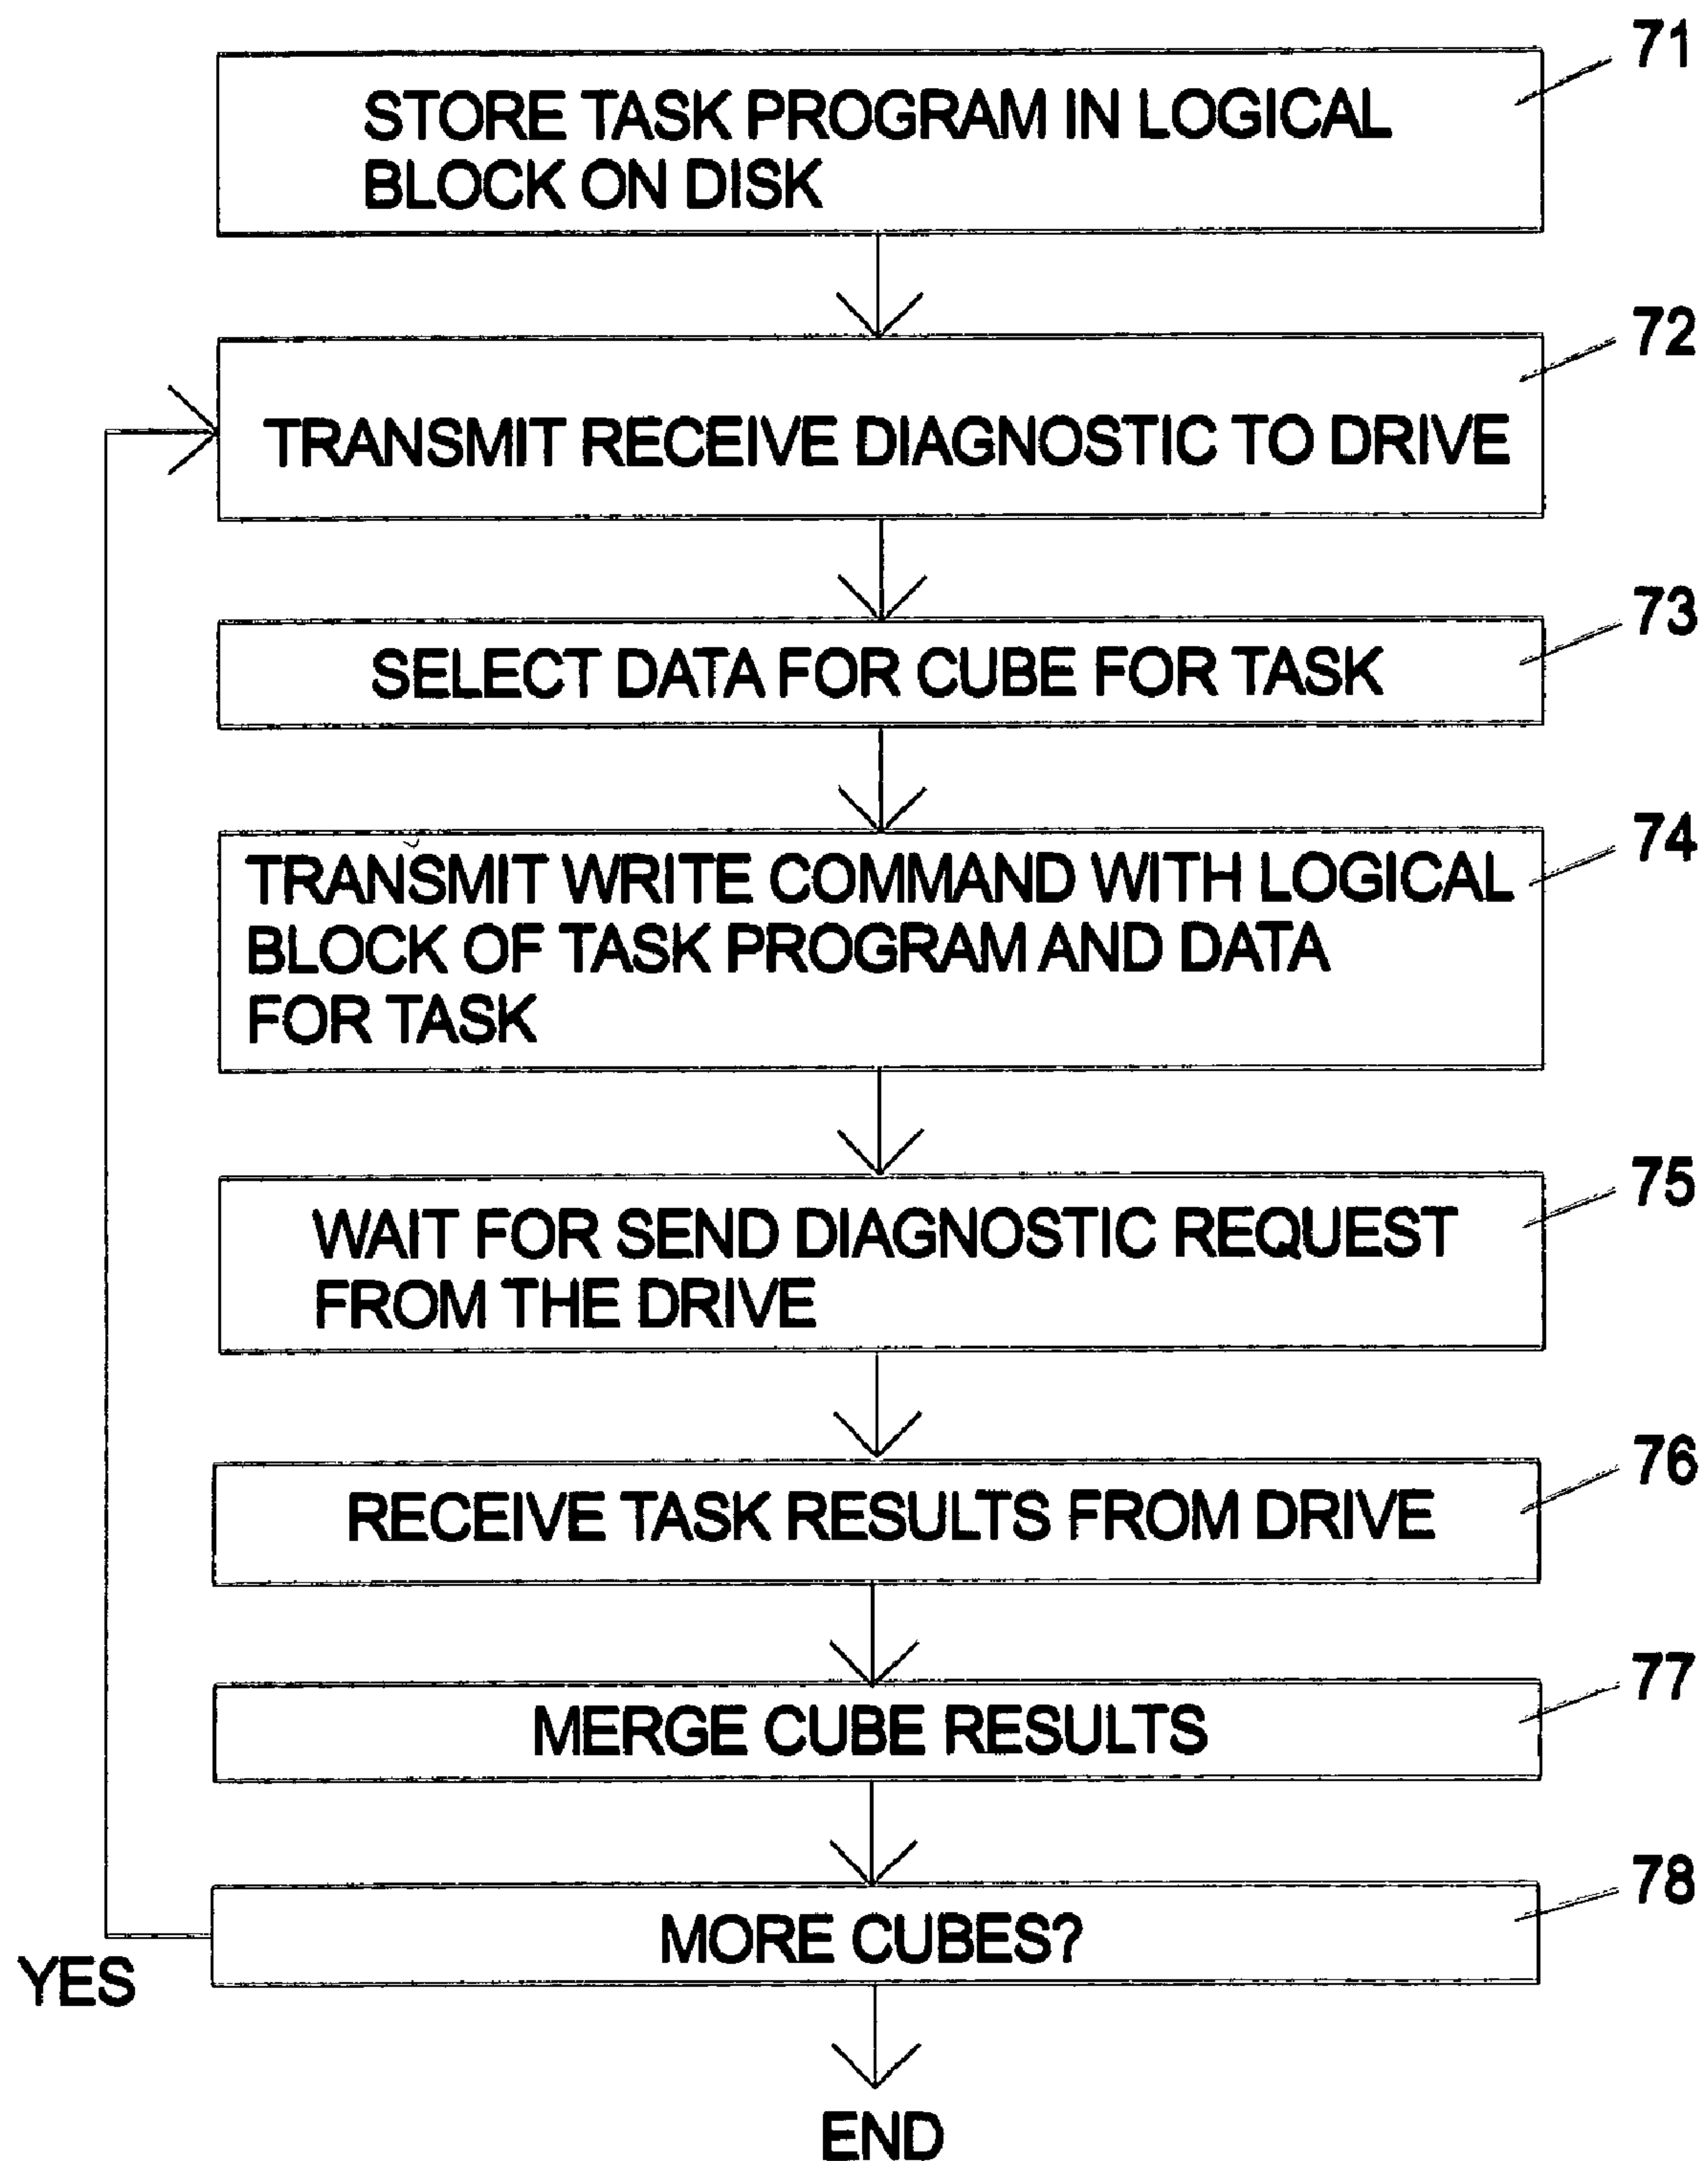 71
STORE TASK PROGRAM IN LOGICAL
BLOCK ON DISK
72
TRANSMIT RECEIVE DIAGNOSTIC TO DRIVE
73
SELECT DATA FOR CUBE FOR TASK
74
TRANSMIT WRITE COMMAND WITH LOGICAL
BLOCK OF TASK PROGRAM AND DATA
FOR TASK
75
WAIT FOR SEND DIAGNOSTIC REQUEST
FROM THE DRIVE
76
RECEIVE TASK RESULTS FROM DRIVE
77
MERGE CUBE RESULTS
78
MORE CUBES?
YES
END